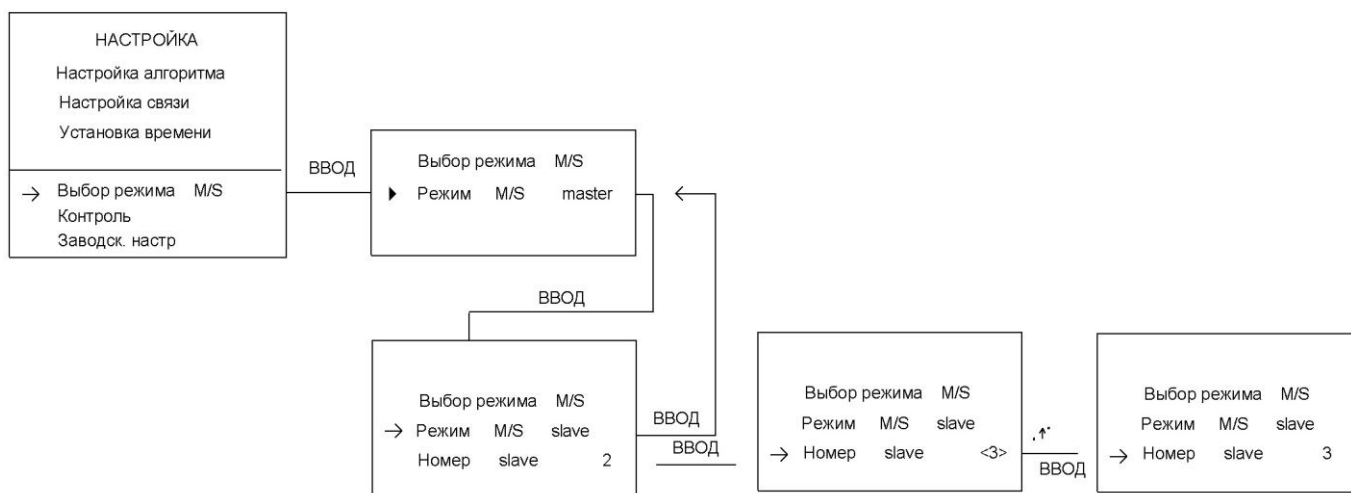 НАСТРОЙКА
Настройка алгоритма
Настройка связи
Установка времени
→ Выбор режима M/S
Контроль
Заводск. настр
ВВОД
Выбор режима M/S
Режим M/S master
ВВОД
Выбор режима M/S
→ Режим M/S slave
Номер slave 2
ВВОД
ВВОД
Выбор режима M/S
Режим M/S slave
→ Номер slave <3>
„↑"
ВВОД
Выбор режима M/S
Режим M/S slave
→ Номер slave 3